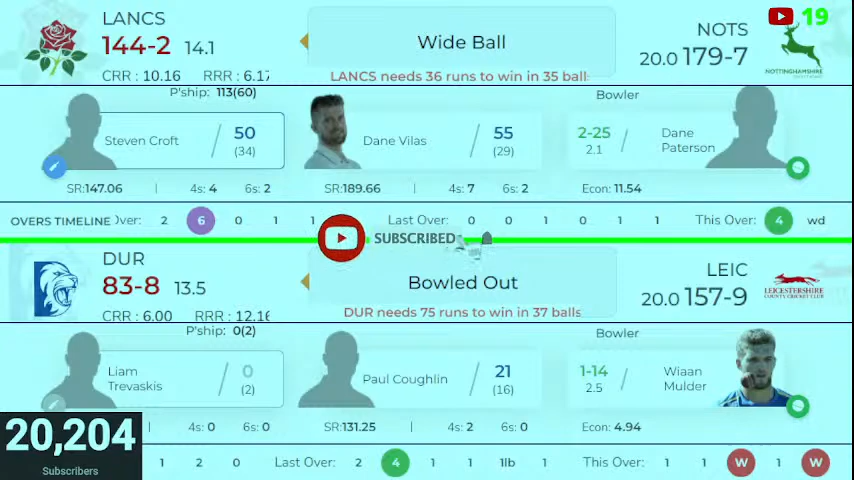 LANCS
144-2 14.1
CRR : 10.16 RRR : 6.17
Wide Ball
LANCS needs 36 runs to win in 35 balls
19
NOTS
20.0 179-7
NOTTINGHAMSHIRE
P'ship: 113(60)
Bowler
Steven Croft / 50 (34)
Dane Vilas / 55 (29)
2-25 / 2.1 Dane Paterson
SR:147.06 | 4s: 4 6s: 2
SR:189.66 | 4s: 7 6s: 2
Econ: 11.54
OVERS TIMELINE Over: 2 6 0 1 1 Last Over: 0 0 1 0 1 1 This Over: 4 wd
SUBSCRIBED
DUR
83-8 13.5
CRR : 6.00 RRR : 12.16
Bowled Out
DUR needs 75 runs to win in 37 balls
LEIC
20.0 157-9
LEICESTERSHIRE
COUNTY CRICKET CLUB
P'ship: 0(2)
Bowler
Liam Trevaskis / 0 (2)
Paul Coughlin / 21 (16)
1-14 / 2.5 Wiaan Mulder
| 4s: 0 6s: 0
SR:131.25 | 4s: 2 6s: 0
Econ: 4.94
20,204
Subscribers
1 2 0 Last Over: 2 4 1 1 1lb 1 This Over: 1 1 W 1 W